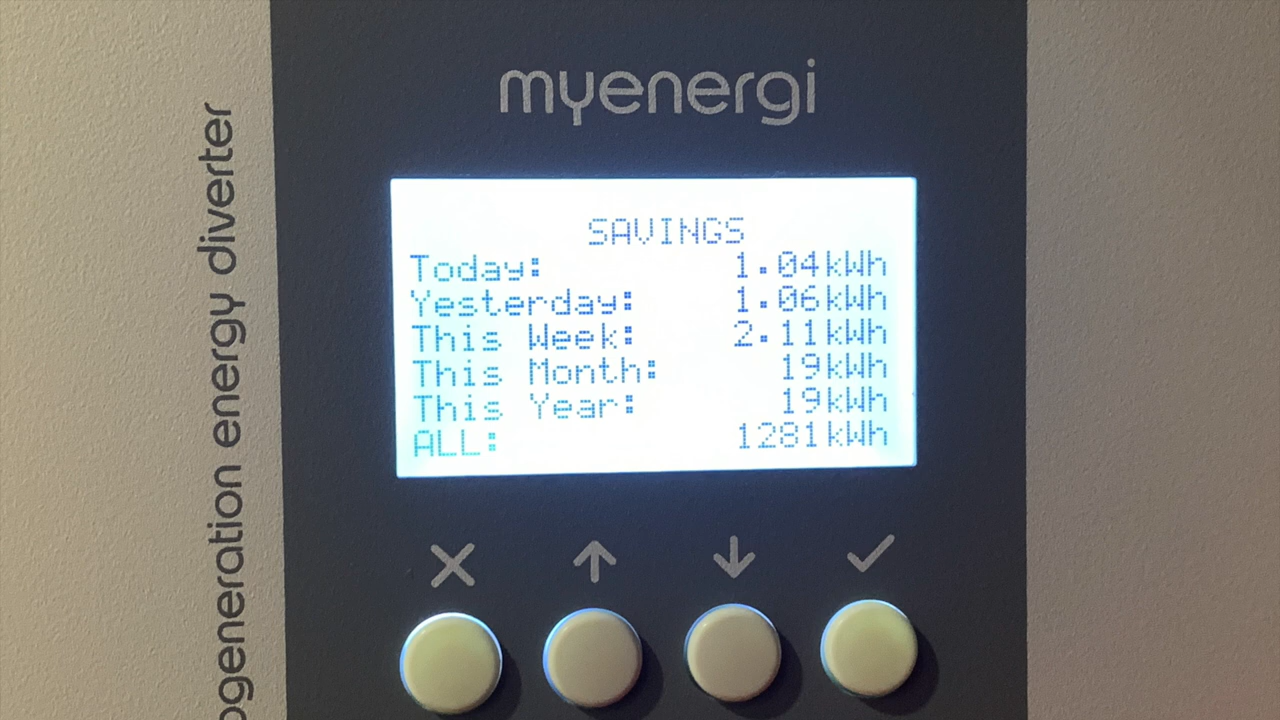 myenergi
SAVINGS
Today: 1.04kWh
Yesterday: 1.06kWh
This Week: 2.11kWh
This Month: 19kWh
This Year: 19kWh
ALL: 1281kWh
energy diverter